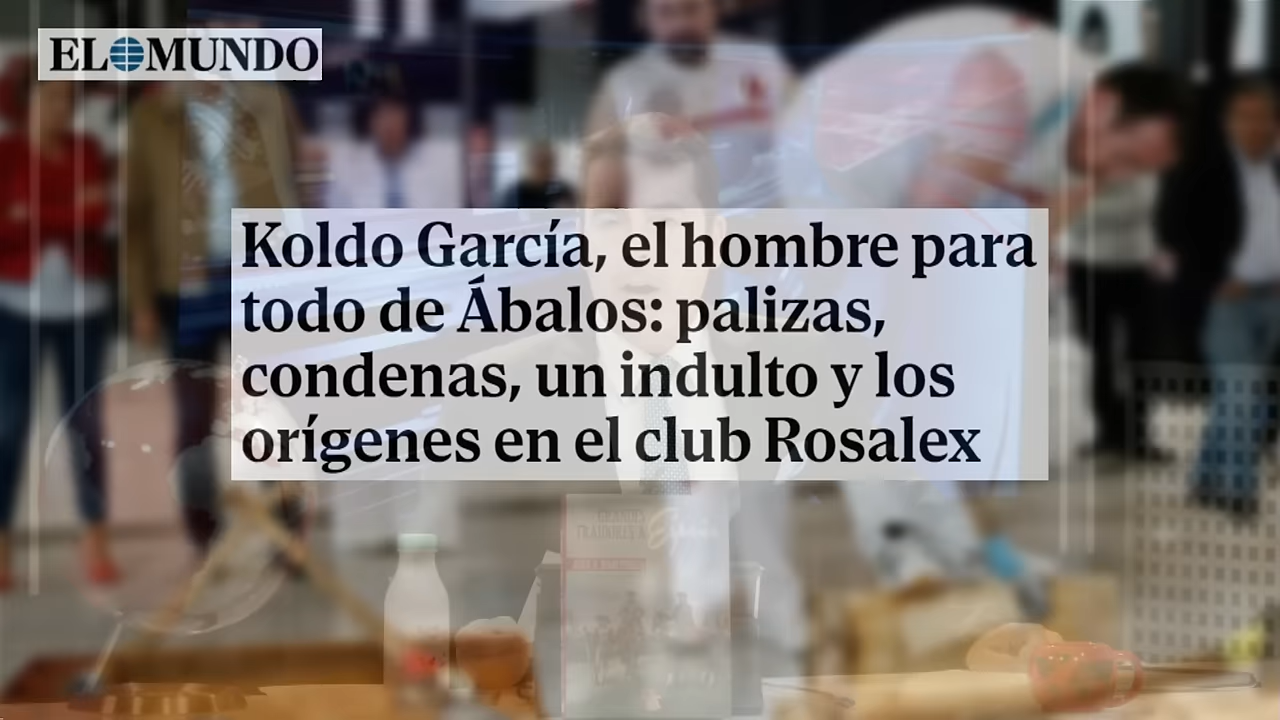 EL MUNDO
Koldo García, el hombre para
todo de Ábalos: palizas,
condenas, un indulto y los
orígenes en el club Rosalex